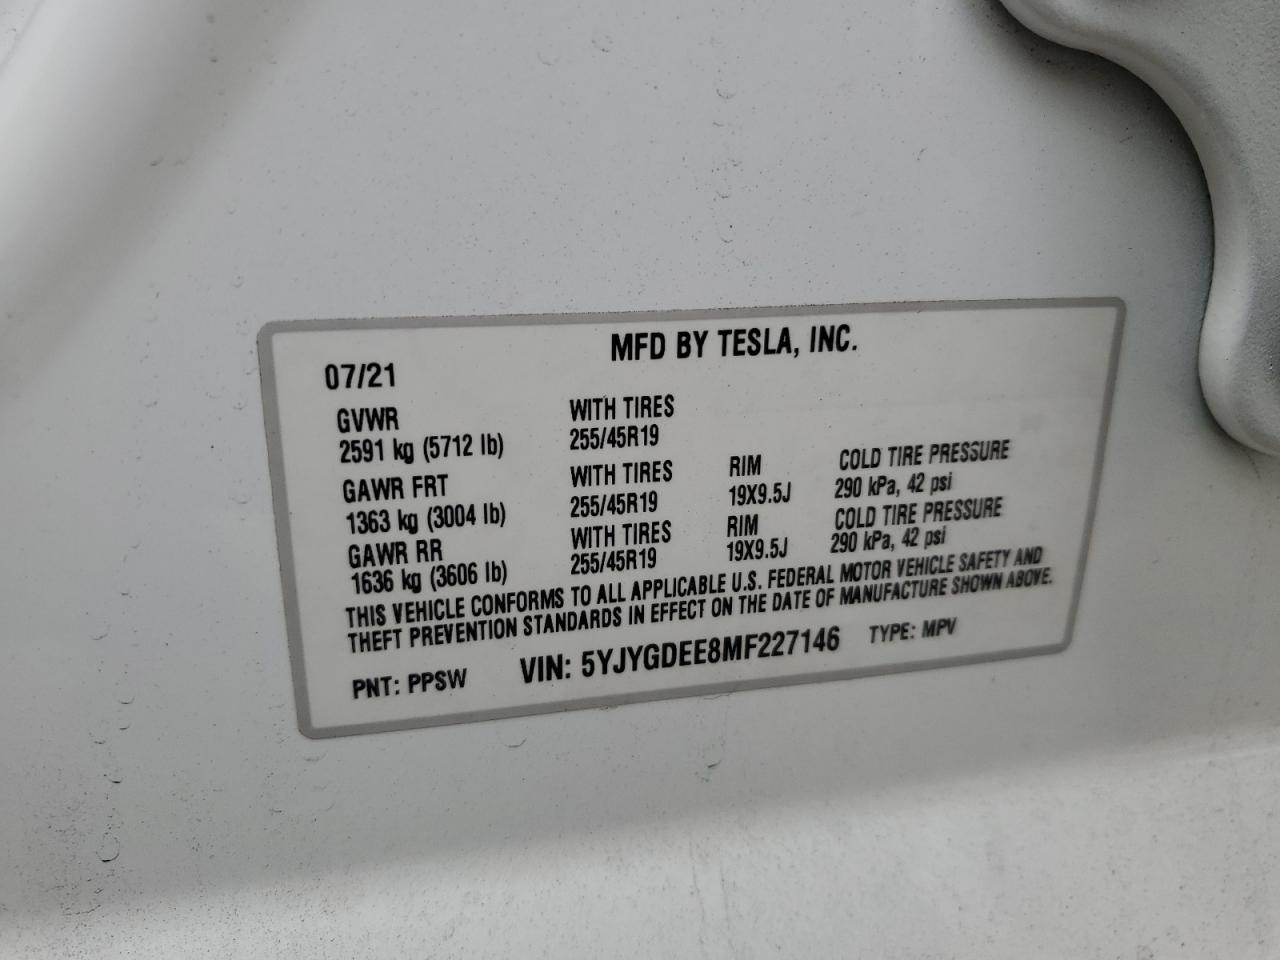 MFD BY TESLA, INC.
07/21
GVWR WITH TIRES
2591 kg (5712 lb) 255/45R19
GAWR FRT WITH TIRES RIM COLD TIRE PRESSURE
1363 kg (3004 lb) 255/45R19 19X9.5J 290 kPa, 42 psi
GAWR RR WITH TIRES RIM COLD TIRE PRESSURE
1636 kg (3606 lb) 255/45R19 19X9.5J 290 kPa, 42 psi
THIS VEHICLE CONFORMS TO ALL APPLICABLE U.S. FEDERAL MOTOR VEHICLE SAFETY AND
THEFT PREVENTION STANDARDS IN EFFECT ON THE DATE OF MANUFACTURE SHOWN ABOVE.
PNT: PPSW VIN: 5YJYGDEE8MF227146 TYPE: MPV